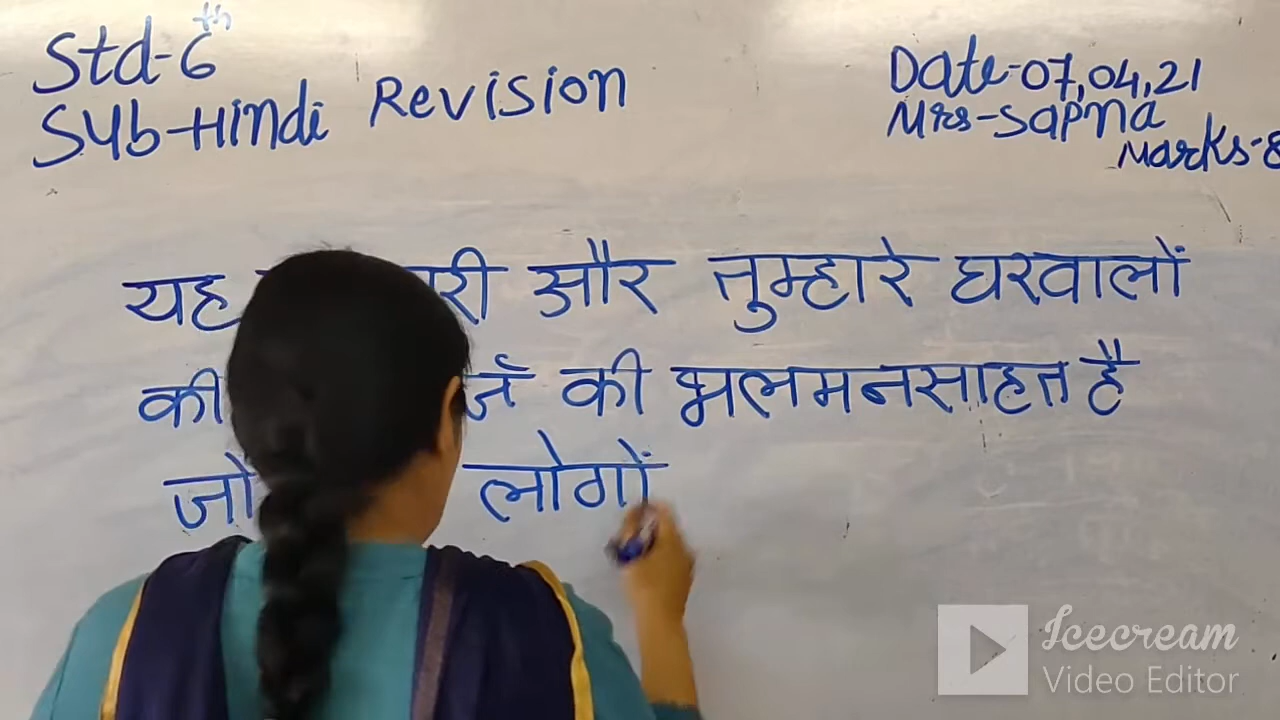 Std-6th
Sub-Hindi Revision
Date-07,04,21
Mrs-Sapna
Marks-8
यह और तुम्हारे घरवालों
की की भलमनसाहत है
जो लोगों
Icecream
Video Editor